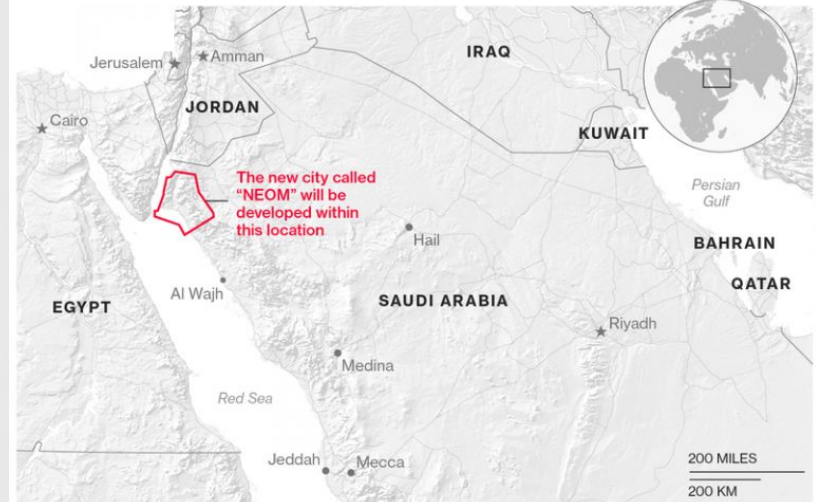 IRAQ
Jerusalem
Amman
JORDAN
Cairo
KUWAIT
The new city called
“NEOM” will be
developed within
this location
Persian
Gulf
Hail
BAHRAIN
QATAR
Al Wajh
EGYPT
SAUDI ARABIA
Riyadh
Medina
Red Sea
Jeddah
Mecca
200 MILES
200 KM